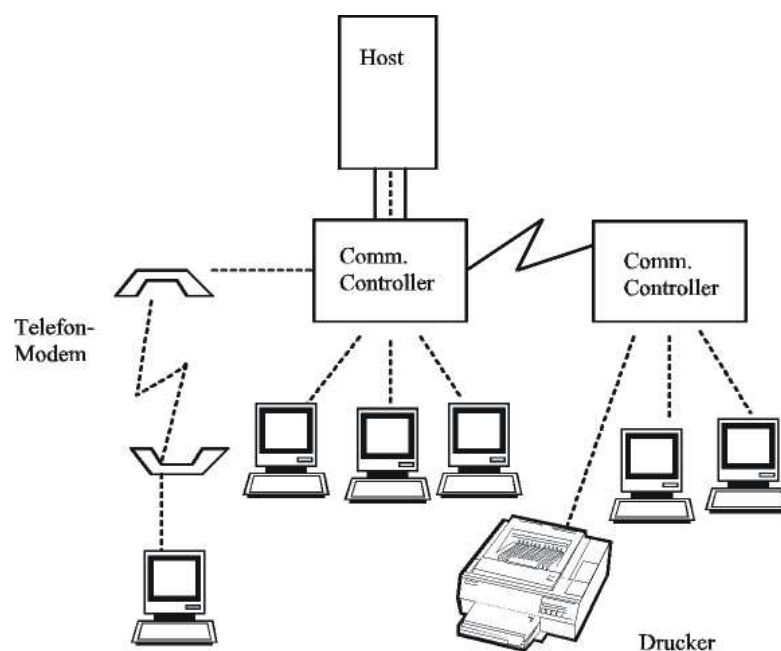 Host
Comm.
Controller
Comm.
Controller
Telefon-
Modem
Drucker